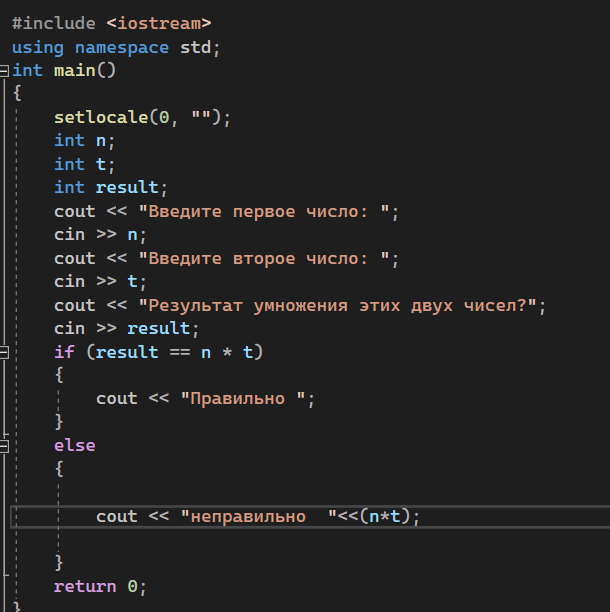 #include <iostream>
using namespace std;
int main()
{
setlocale(0, "");
int n;
int t;
int result;
cout << "Введите первое число: ";
cin >> n;
cout << "Введите второе число: ";
cin >> t;
cout << "Результат умножения этих двух чисел?";
cin >> result;
if (result == n * t)
{
cout << "Правильно ";
}
else
{
cout << "неправильно  "<<(n*t);
}
return 0;
}